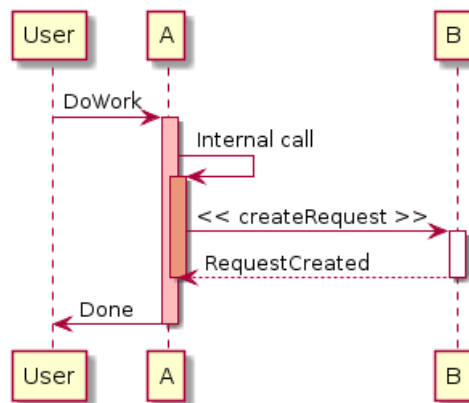 User A B
DoWork
Internal call
<< createRequest >>
RequestCreated
Done
User A B